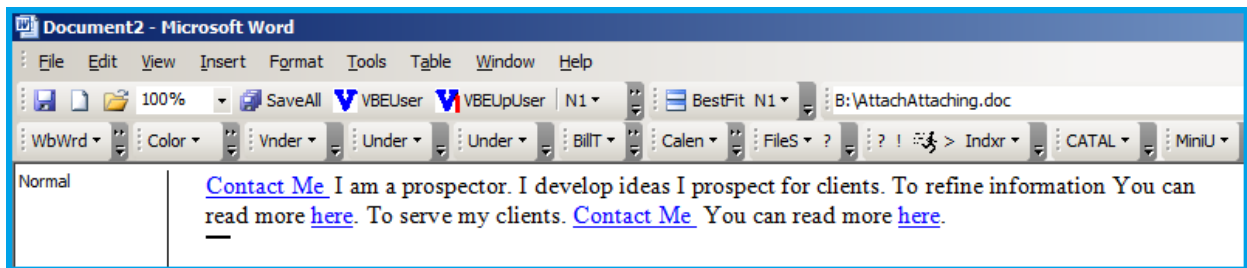 Document2 - Microsoft Word
File Edit View Insert Format Tools Table Window Help
100% SaveAll VBEUser VBEUpUser N1 BestFit N1 B:\AttachAttaching.doc
WbWrd Color Vnder Under Under BillT Calen FileS ? ? ! > Indxr CATAL MiniU
Normal
Contact Me I am a prospector. I develop ideas I prospect for clients. To refine information You can
read more here. To serve my clients. Contact Me You can read more here.